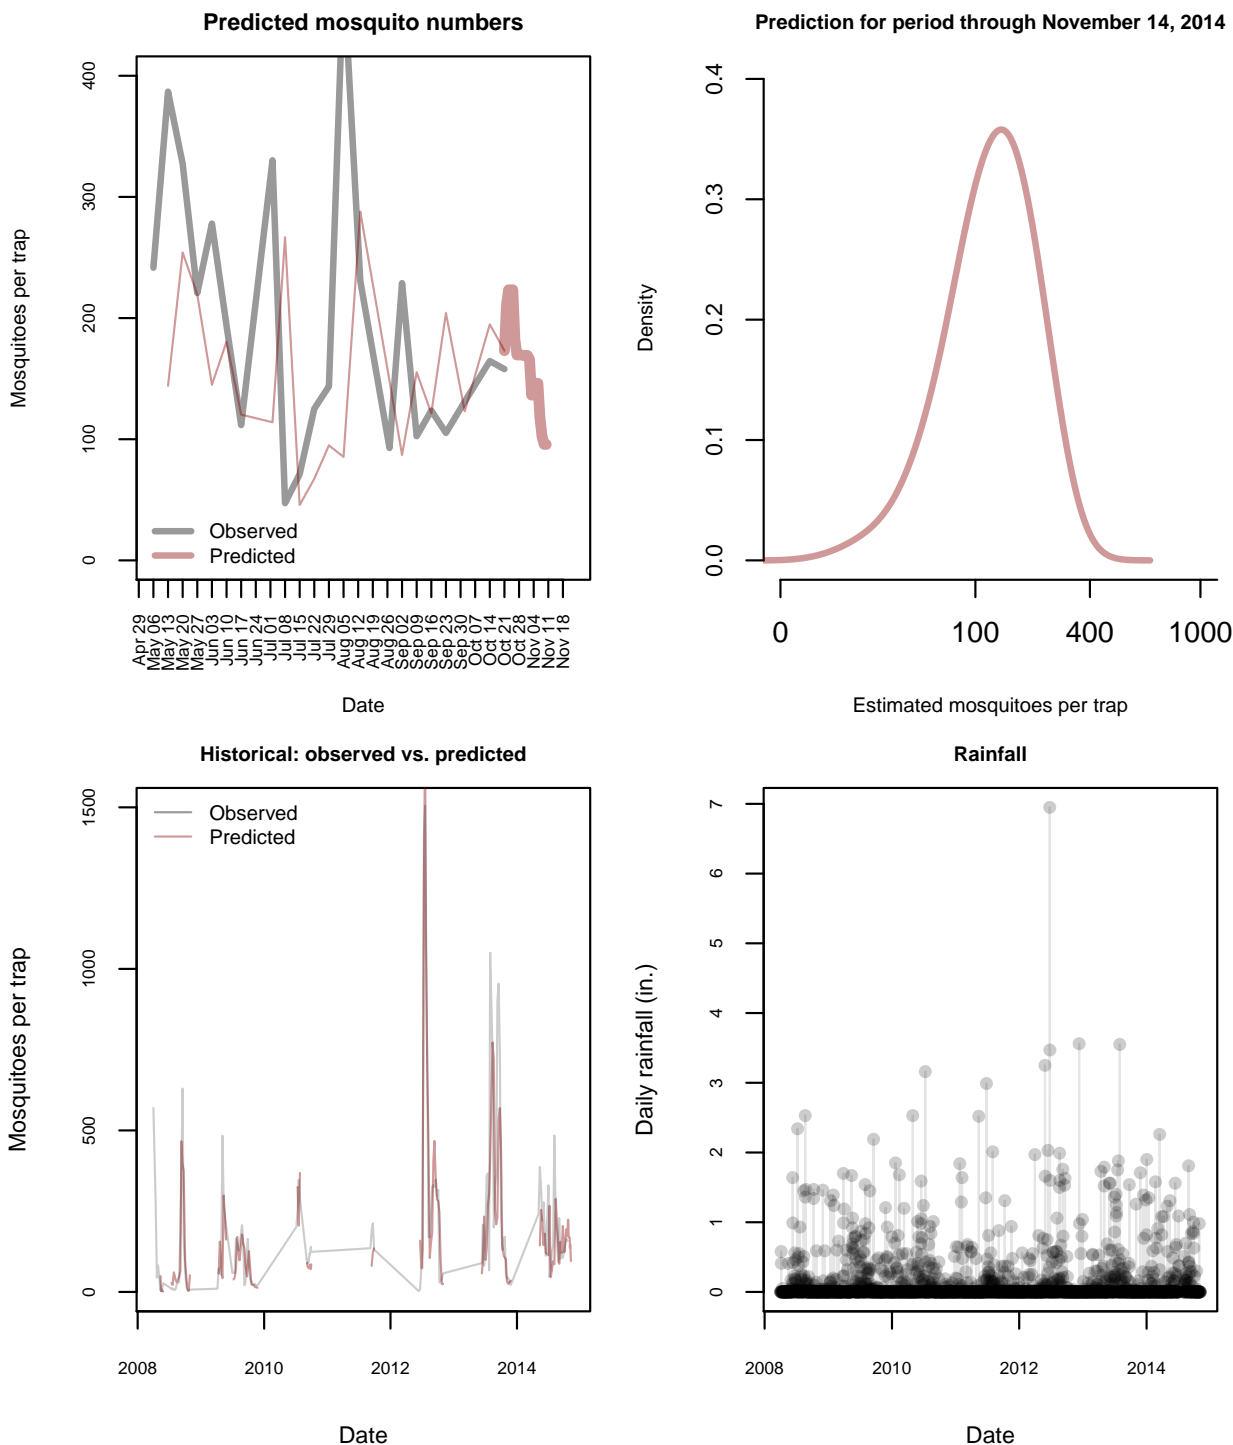 Predicted mosquito numbers
Mosquitoes per trap
0
100
200
300
400
Observed
Predicted
Apr 29
May 06
May 13
May 20
May 27
Jun 03
Jun 10
Jun 17
Jun 24
Jul 01
Jul 08
Jul 15
Jul 22
Jul 29
Aug 05
Aug 12
Aug 19
Aug 26
Sep 02
Sep 09
Sep 16
Sep 23
Sep 30
Oct 07
Oct 14
Oct 21
Oct 28
Nov 04
Nov 11
Nov 18
Date
Prediction for period through November 14, 2014
Density
0.0
0.1
0.2
0.3
0.4
0 100 400 1000
Estimated mosquitoes per trap
Historical: observed vs. predicted
Mosquitoes per trap
0
500
1000
1500
Observed
Predicted
2008 2010 2012 2014
Date
Rainfall
Daily rainfall (in.)
0
1
2
3
4
5
6
7
2008 2010 2012 2014
Date